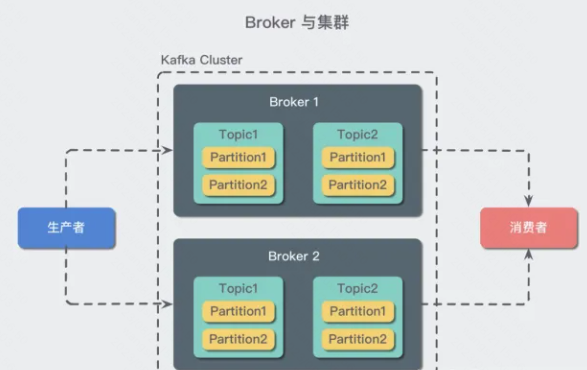 Broker 与集群
Kafka Cluster
Broker 1
Topic1
Topic2
Partition1
Partition1
Partition2
Partition2
生产者
消费者
Broker 2
Topic1
Topic2
Partition1
Partition1
Partition2
Partition2